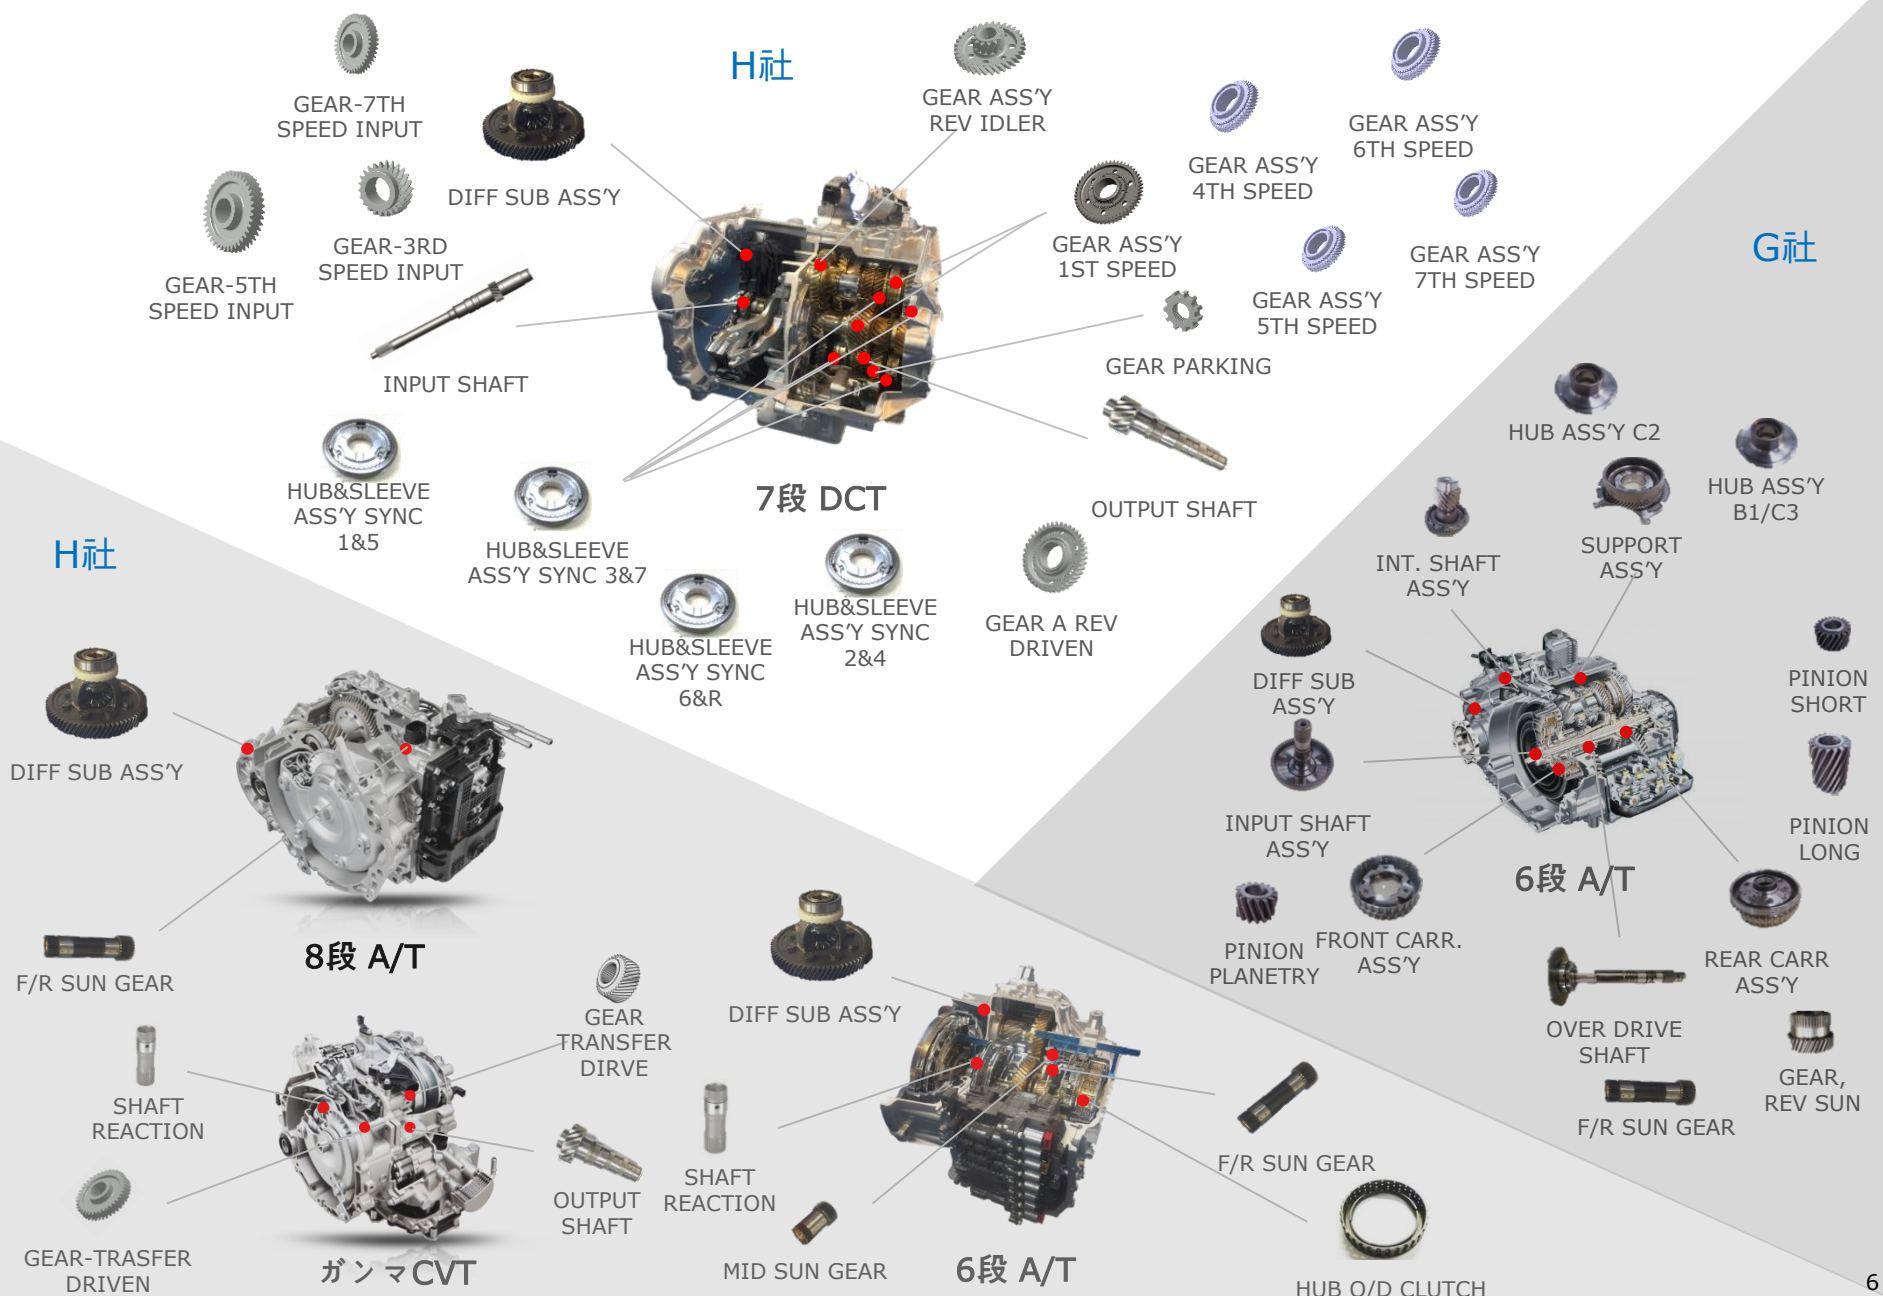 H社
GEAR-7TH
SPEED INPUT
DIFF SUB ASS'Y
GEAR-5TH
SPEED INPUT
GEAR-3RD
SPEED INPUT
INPUT SHAFT
GEAR ASS'Y
REV IDLER
GEAR ASS'Y
4TH SPEED
GEAR ASS'Y
6TH SPEED
GEAR ASS'Y
1ST SPEED
GEAR ASS'Y
5TH SPEED
GEAR ASS'Y
7TH SPEED
GEAR PARKING
OUTPUT SHAFT
7段 DCT
HUB&SLEEVE
ASS'Y SYNC
1&5
HUB&SLEEVE
ASS'Y SYNC 3&7
HUB&SLEEVE
ASS'Y SYNC
6&R
HUB&SLEEVE
ASS'Y SYNC
2&4
GEAR A REV
DRIVEN
G社
HUB ASS'Y C2
HUB ASS'Y
B1/C3
INT. SHAFT
ASS'Y
SUPPORT
ASS'Y
DIFF SUB
ASS'Y
PINION
SHORT
INPUT SHAFT
ASS'Y
PINION
LONG
6段 A/T
PINION
PLANETRY
FRONT CARR.
ASS'Y
REAR CARR
ASS'Y
OVER DRIVE
SHAFT
GEAR,
REV SUN
F/R SUN GEAR
H社
DIFF SUB ASS'Y
F/R SUN GEAR
8段 A/T
SHAFT
REACTION
GEAR
TRANSFER
DIRVE
GEAR-TRASFER
DRIVEN
OUTPUT
SHAFT
ガンマCVT
DIFF SUB ASS'Y
SHAFT
REACTION
MID SUN GEAR
F/R SUN GEAR
HUB O/D CLUTCH
6段 A/T
6